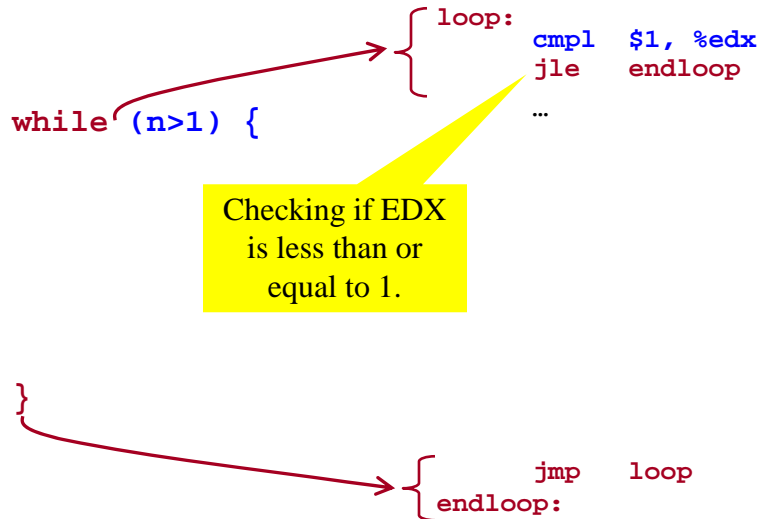 loop:
cmpl $1, %edx
jle endloop
…
while (n>1) {
Checking if EDX
is less than or
equal to 1.
}
jmp loop
endloop: